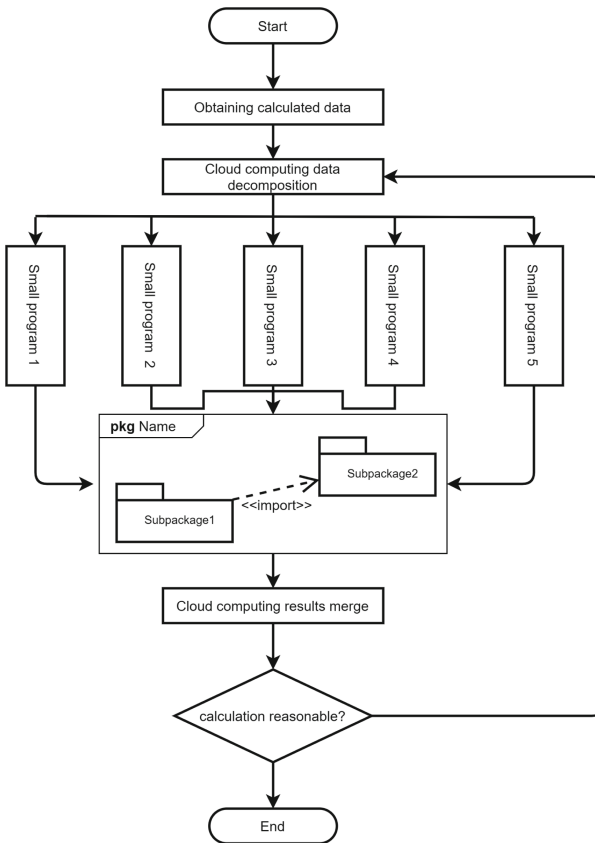 Start
Obtaining calculated data
Cloud computing data
decomposition
Small program 1
Small program 2
Small program 3
Small program 4
Small program 5
pkg Name
Subpackage2
<<import>>
Subpackage1
Cloud computing results merge
calculation reasonable?
End